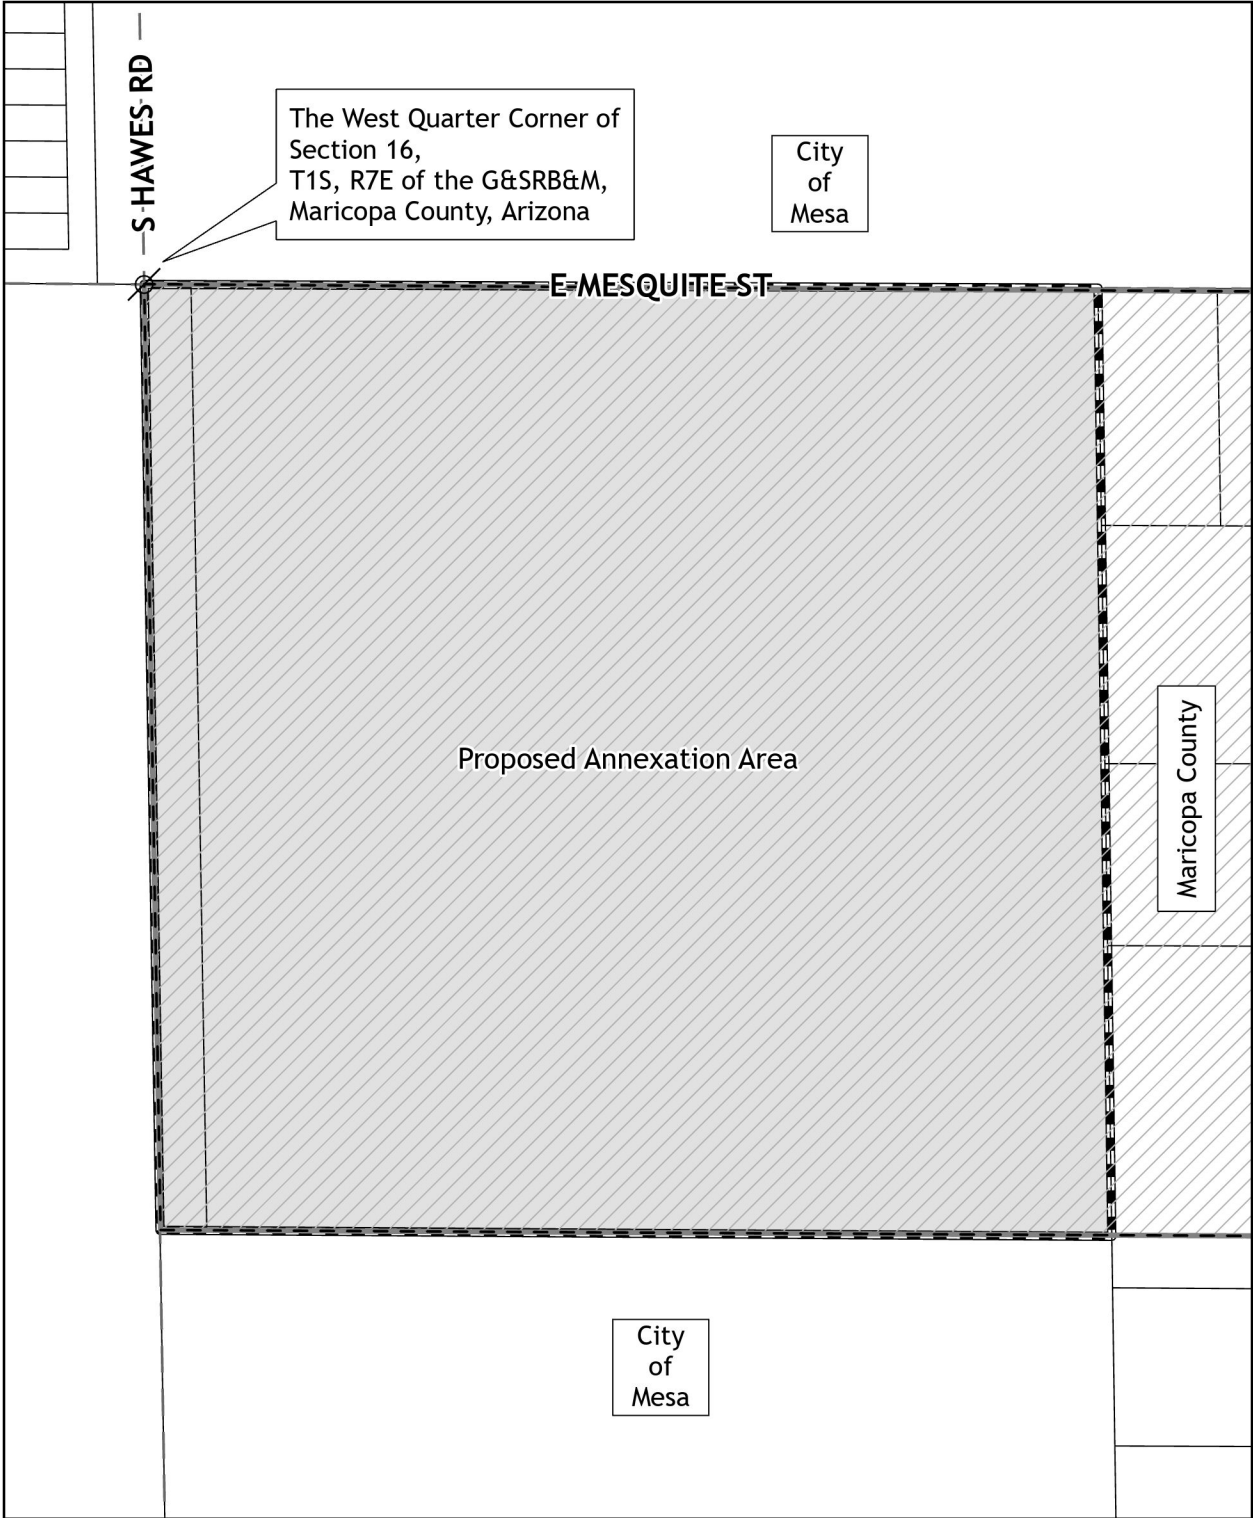 S HAWES RD
The West Quarter Corner of
Section 16,
T1S, R7E of the G&SRB&M,
Maricopa County, Arizona
City
of
Mesa
E MESQUITE ST
Proposed Annexation Area
Maricopa County
City
of
Mesa